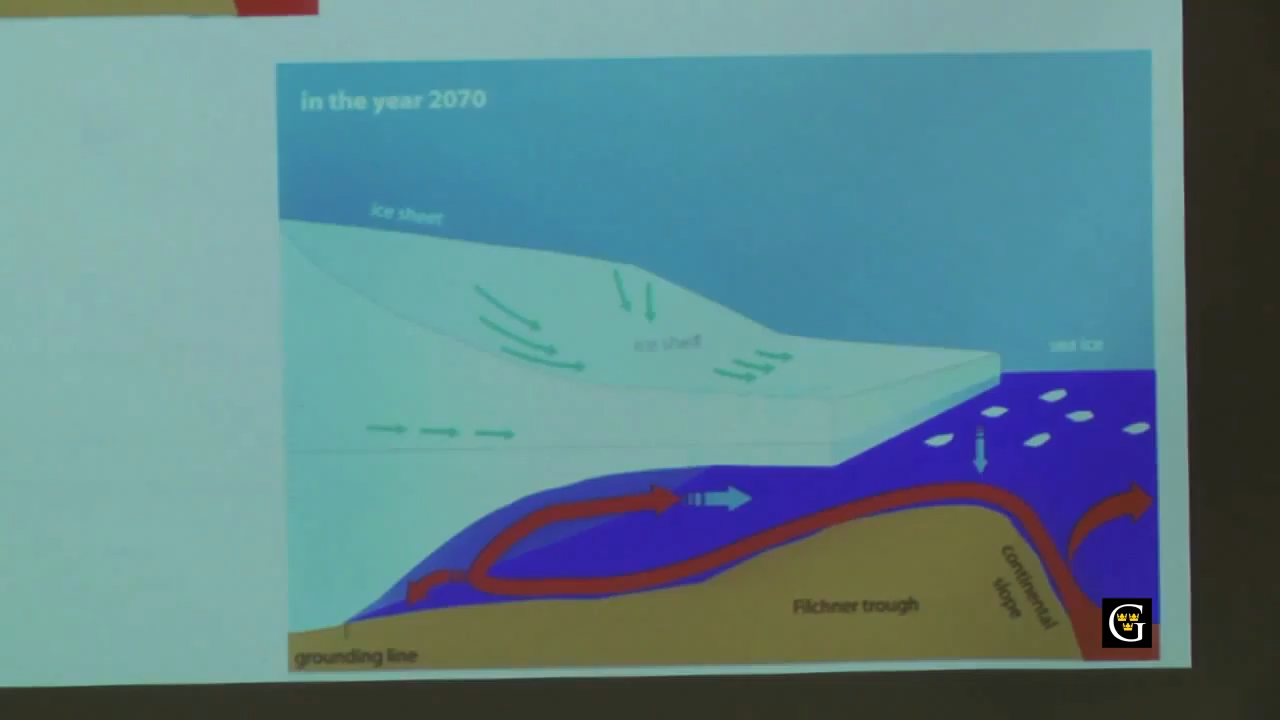 in the year 2070
ice sheet
ice shelf
sea ice
continental
slope
Filchner trough
grounding line
G